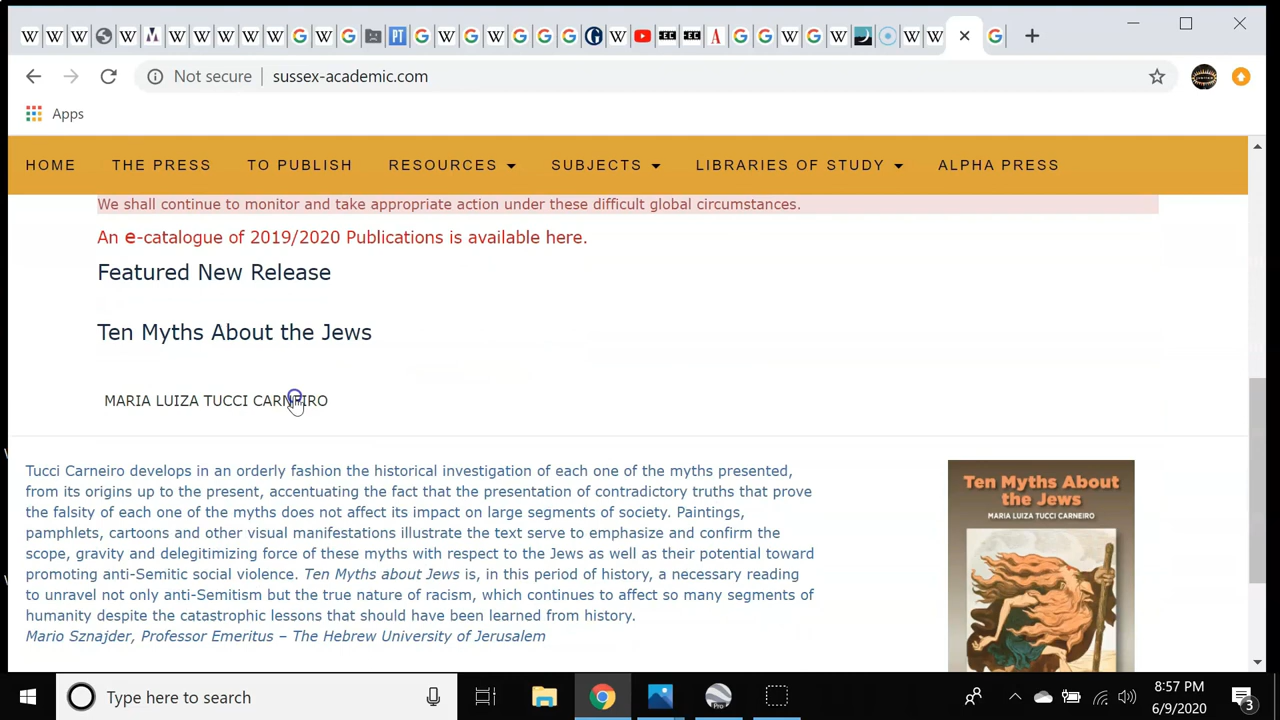 Not secure
sussex-academic.com
Apps
HOME THE PRESS TO PUBLISH RESOURCES SUBJECTS LIBRARIES OF STUDY ALPHA PRESS
We shall continue to monitor and take appropriate action under these difficult global circumstances.
An e-catalogue of 2019/2020 Publications is available here.
Featured New Release
Ten Myths About the Jews
MARIA LUIZA TUCCI CARNEIRO
Tucci Carneiro develops in an orderly fashion the historical investigation of each one of the myths presented,
from its origins up to the present, accentuating the fact that the presentation of contradictory truths that prove
the falsity of each one of the myths does not affect its impact on large segments of society. Paintings,
pamphlets, cartoons and other visual manifestations illustrate the text serve to emphasize and confirm the
scope, gravity and delegitimizing force of these myths with respect to the Jews as well as their potential toward
promoting anti-Semitic social violence. Ten Myths about Jews is, in this period of history, a necessary reading
to unravel not only anti-Semitism but the true nature of racism, which continues to affect so many segments of
humanity despite the catastrophic lessons that should have been learned from history.
Mario Sznajder, Professor Emeritus – The Hebrew University of Jerusalem
Ten Myths About
the Jews
MARIA LUIZA TUCCI CARNEIRO
Type here to search
Pro
8:57 PM
6/9/2020
3